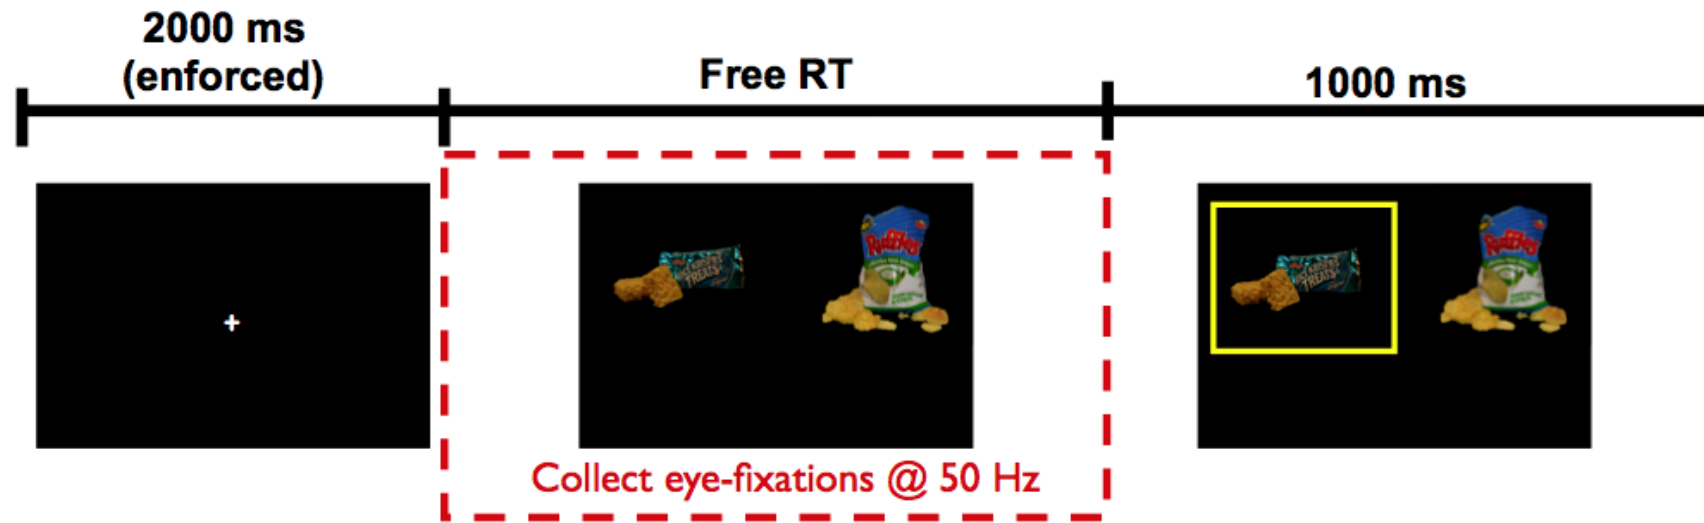 2000 ms
(enforced)
Free RT
1000 ms
+
Ruffles
TREATS
Ruffles
TREATS
Collect eye-fixations @ 50 Hz